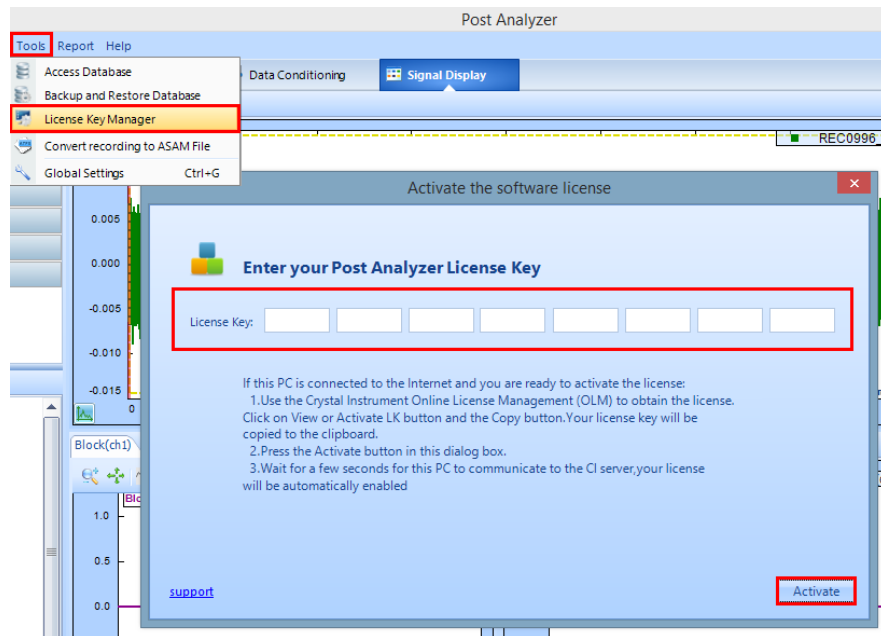 Post Analyzer
Tools Report Help
Access Database
Backup and Restore Database
License Key Manager
Convert recording to ASAM File
Global Settings Ctrl+G
Data Conditioning
Signal Display
REC0996_
0.005
0.000
-0.005
-0.010
-0.015
0
Activate the software license
Enter your Post Analyzer License Key
License Key:
If this PC is connected to the Internet and you are ready to activate the license:
1.Use the Crystal Instrument Online License Management (OLM) to obtain the license.
Click on View or Activate LK button and the Copy button.Your license key will be
copied to the clipboard.
2.Press the Activate button in this dialog box.
3.Wait for a few seconds for this PC to communicate to the CI server,your license
will be automatically enabled
support
Activate
Block(ch1)
1.0
0.5
0.0